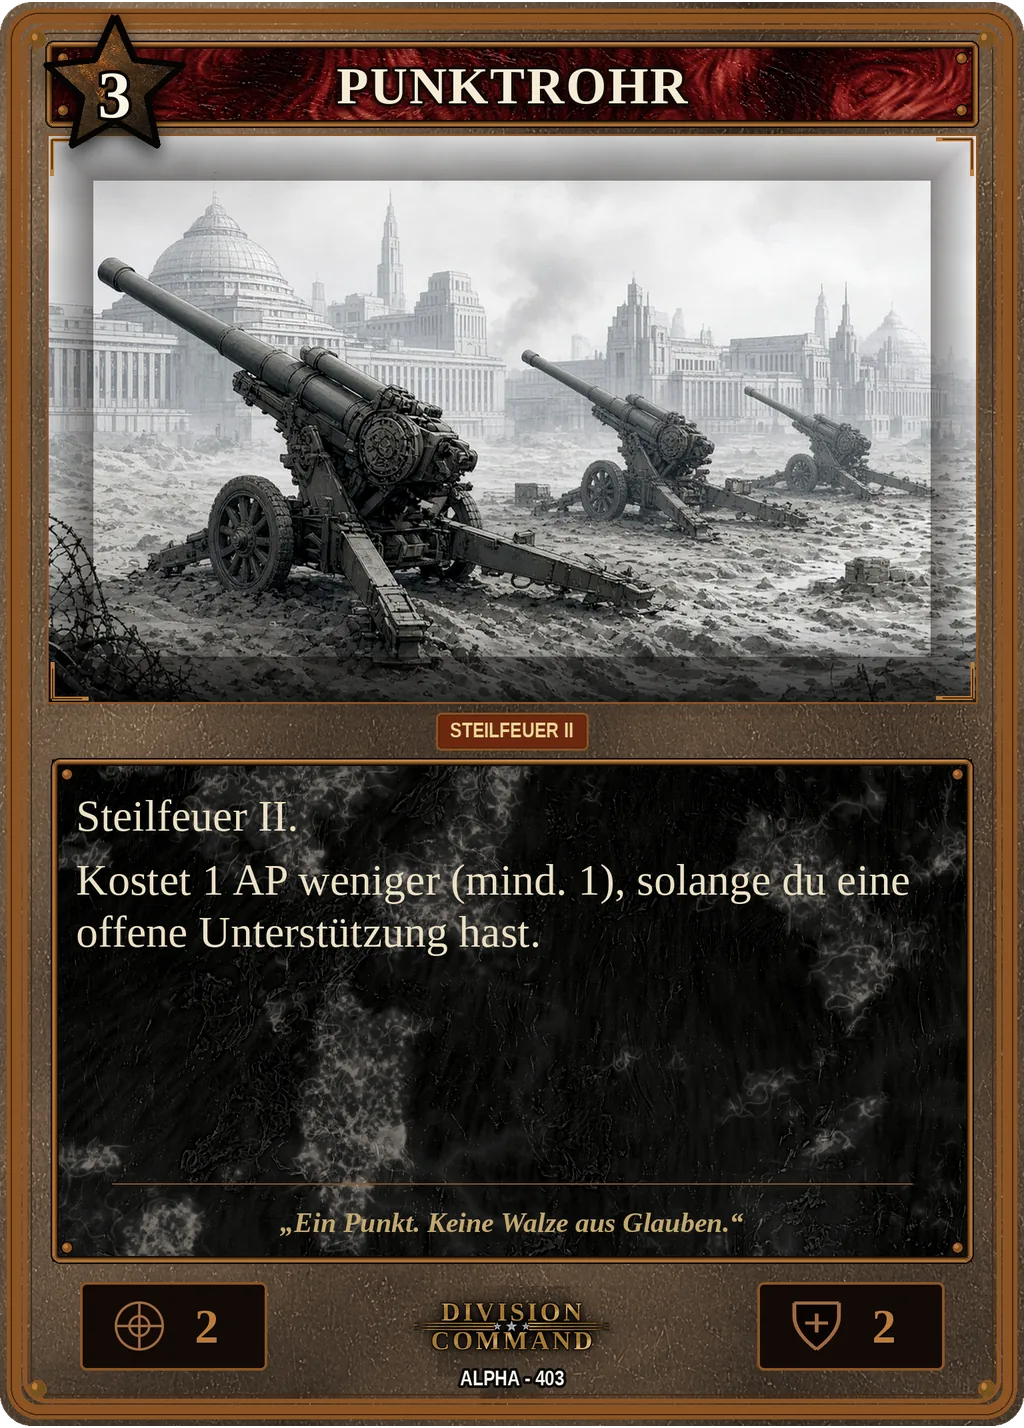 3
PUNKTROHR
STEILFEUER II
Steilfeuer II.
Kostet 1 AP weniger (mind. 1), solange du eine
offene Unterstützung hast.
„Ein Punkt. Keine Walze aus Glauben.“
2
DIVISION
COMMAND
ALPHA - 403
2